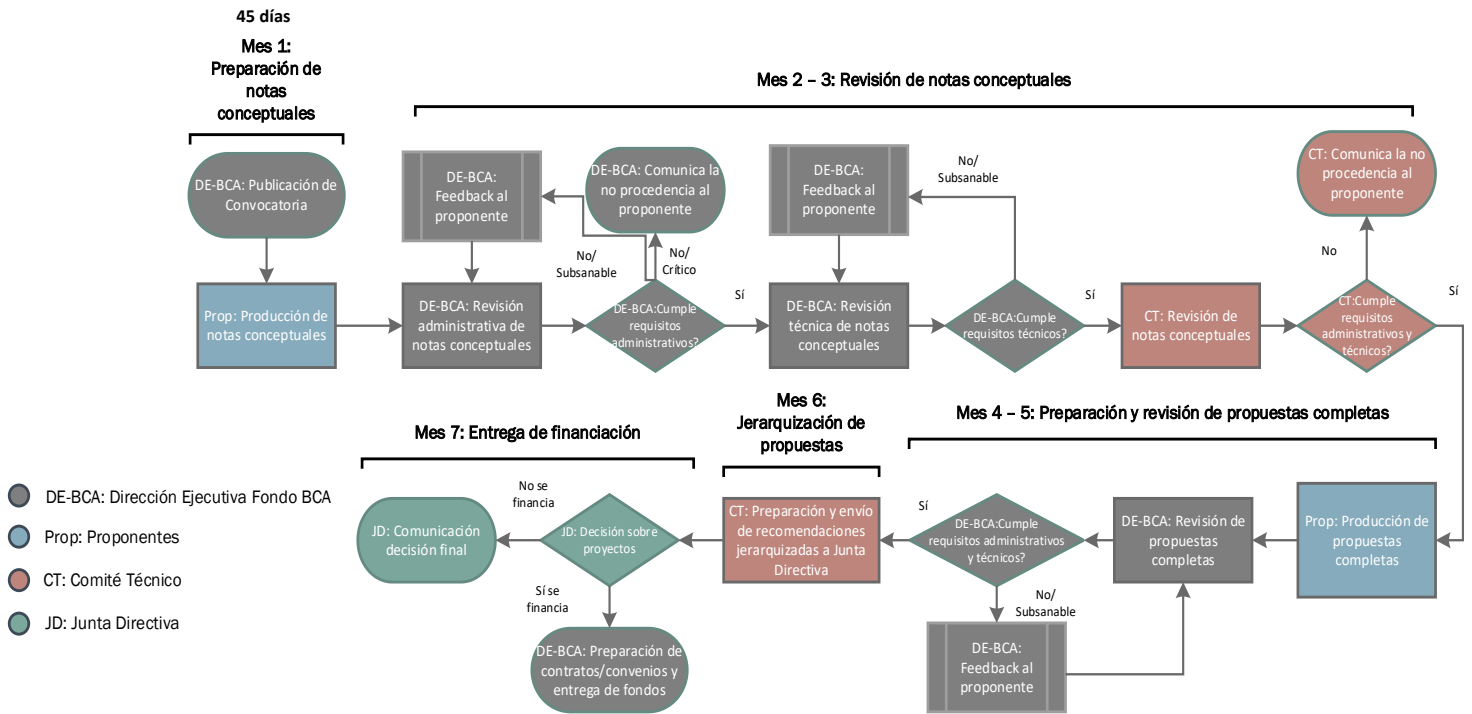 45 días
Mes 1:
Preparación de
notas
conceptuales
Mes 2 – 3: Revisión de notas conceptuales
DE-BCA: Publicación de
Convocatoria
DE-BCA:
Feedback al
proponente
DE-BCA: Comunica la
no procedencia al
proponente
DE-BCA:
Feedback al
proponente
No/
Subsanable
CT: Comunica la no
procedencia al
proponente
No/
Subsanable
No/
Crítico
No
Prop: Producción de
notas conceptuales
DE-BCA: Revisión
administrativa de
notas conceptuales
DE-BCA:Cumple
requisitos
administrativos?
Sí
DE-BCA: Revisión
técnica de notas
conceptuales
DE-BCA:Cumple
requisitos técnicos?
Sí
CT: Revisión de
notas conceptuales
CT:Cumple
requisitos
administrativos y
técnicos?
Sí
Mes 7: Entrega de financiación
Mes 6:
Jerarquización de
propuestas
Mes 4 – 5: Preparación y revisión de propuestas completas
No se
financia
JD: Comunicación
decisión final
JD: Decisión sobre
proyectos
Sí se
financia
DE-BCA: Preparación de
contratos/convenios y
entrega de fondos
CT: Preparación y envío
de recomendaciones
jerarquizadas a Junta
Directiva
Sí
DE-BCA:Cumple
requisitos administrativos
y técnicos?
No/
Subsanable
DE-BCA:
Feedback al
proponente
DE-BCA: Revisión de
propuestas
completas
Prop: Producción de
propuestas
completas
DE-BCA: Dirección Ejecutiva Fondo BCA
Prop: Proponentes
CT: Comité Técnico
JD: Junta Directiva